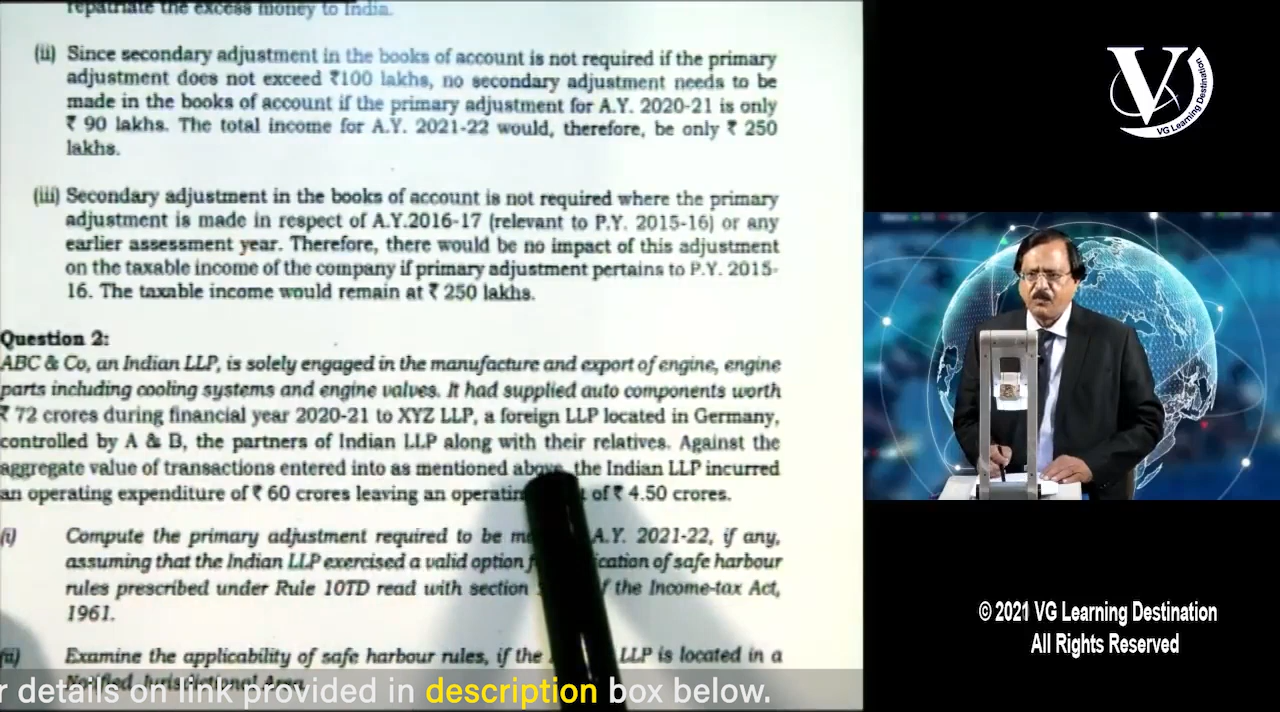 repatriate the excess money to India.
(ii) Since secondary adjustment in the books of account is not required if the primary
adjustment does not exceed ₹100 lakhs, no secondary adjustment needs to be
made in the books of account if the primary adjustment for A.Y. 2020-21 is only
₹ 90 lakhs. The total income for A.Y. 2021-22 would, therefore, be only ₹ 250
lakhs.
(iii) Secondary adjustment in the books of account is not required where the primary
adjustment is made in respect of A.Y.2016-17 (relevant to P.Y. 2015-16) or any
earlier assessment year. Therefore, there would be no impact of this adjustment
on the taxable income of the company if primary adjustment pertains to P.Y. 2015-
16. The taxable income would remain at ₹ 250 lakhs.
Question 2:
ABC & Co, an Indian LLP, is solely engaged in the manufacture and export of engine, engine
parts including cooling systems and engine valves. It had supplied auto components worth
₹ 72 crores during financial year 2020-21 to XYZ LLP, a foreign LLP located in Germany,
controlled by A & B, the partners of Indian LLP along with their relatives. Against the
aggregate value of transactions entered into as mentioned above, the Indian LLP incurred
an operating expenditure of ₹ 60 crores leaving an of ₹ 4.50 crores.
(i) Compute the primary adjustment required to be A.Y. 2021-22, if any,
assuming that the Indian LLP exercised a valid option of safe harbour
rules prescribed under Rule 10TD read with section the Income-tax Act,
1961.
(ii) Examine the applicability of safe harbour rules, if the LLP is located in a
Notified Jurisdictional Area
r details on link provided in description box below.
V
VG Learning Destination
© 2021 VG Learning Destination
All Rights Reserved